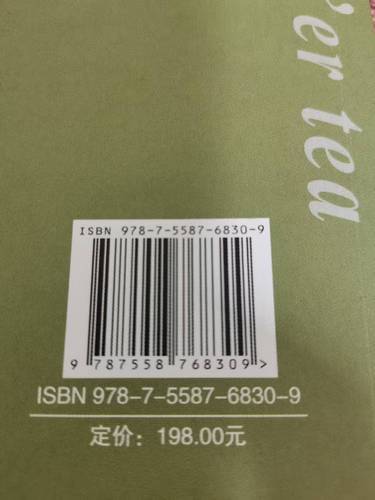 ’er tea
ISBN 978-7-5587-6830-9
9 787558 768309 >
ISBN 978-7-5587-6830-9
定价：198.00元